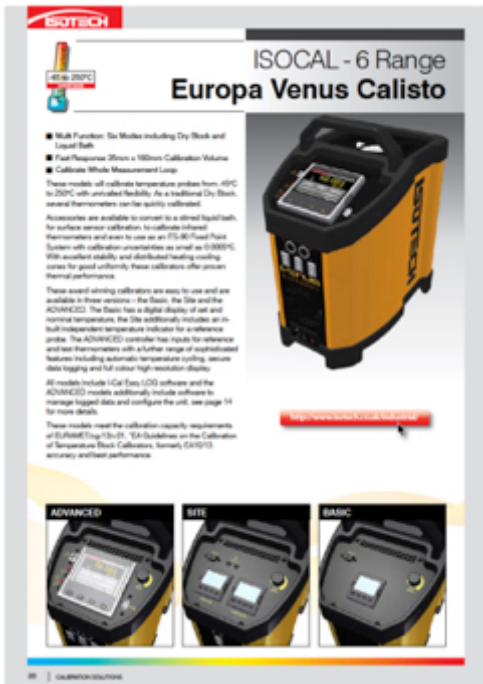 ISOTECH
ISOCAL - 6 Range
Europa Venus Calisto
-45 to 250°C
■ Multi Function: Six Modes including Dry Block and
Liquid Bath
■ Fast Response 35mm x 160mm Calibration Volume
■ Calibrate Whole Measurement Loop
These models will calibrate temperature probes from -45°C
to 250°C with unrivalled flexibility. As a traditional Dry Block,
several thermometers can be quickly calibrated.
Accessories are available to convert to a stirred liquid bath,
for surface sensor calibration, to calibrate infrared
thermometers and even to use as an ITS-90 Fixed Point
System with calibration uncertainties as small as 0.0005°C.
With excellent stability and distributed heating cooling
zones for good uniformity these calibrators offer proven
thermal performance.
These award winning calibrators are easy to use and are
available in three versions – the Basic, the Site and the
ADVANCED. The Basic has a digital display of set and
nominal temperature, the Site additionally includes an in-
built independent temperature indicator for a reference
probe. The ADVANCED controller has inputs for reference
and test thermometers with a further range of sophisticated
features including automatic temperature cycling, secure
data logging and full colour high resolution display.
All models include I-Cal Easy LOG software and the
ADVANCED models additionally include software to
manage logged data and configure the unit, see page 14
for more details.
These models meet the calibration capacity requirements
of "EA Guidelines on the Calibration
of Temperature Block Calibrators, formerly EA10/13.
accuracy and best performance
VENUS
ISOTECH
http://www.isotech.co.uk/industrial/
ADVANCED
SITE
BASIC
CALIBRATION SOLUTIONS